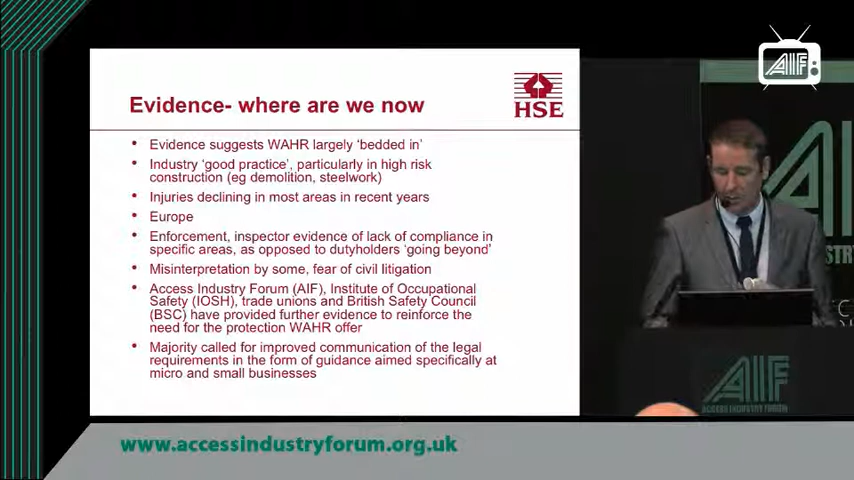 AIF
HSE
Evidence- where are we now
• Evidence suggests WAHR largely ‘bedded in’
• Industry ‘good practice’, particularly in high risk
construction (eg demolition, steelwork)
• Injuries declining in most areas in recent years
• Europe
• Enforcement, inspector evidence of lack of compliance in
specific areas, as opposed to dutyholders ‘going beyond’
• Misinterpretation by some, fear of civil litigation
• Access Industry Forum (AIF), Institute of Occupational
Safety (IOSH), trade unions and British Safety Council
(BSC) have provided further evidence to reinforce the
need for the protection WAHR offer
• Majority called for improved communication of the legal
requirements in the form of guidance aimed specifically at
micro and small businesses
AIF
ACCESS INDUSTRY FORUM
www.accessindustryforum.org.uk